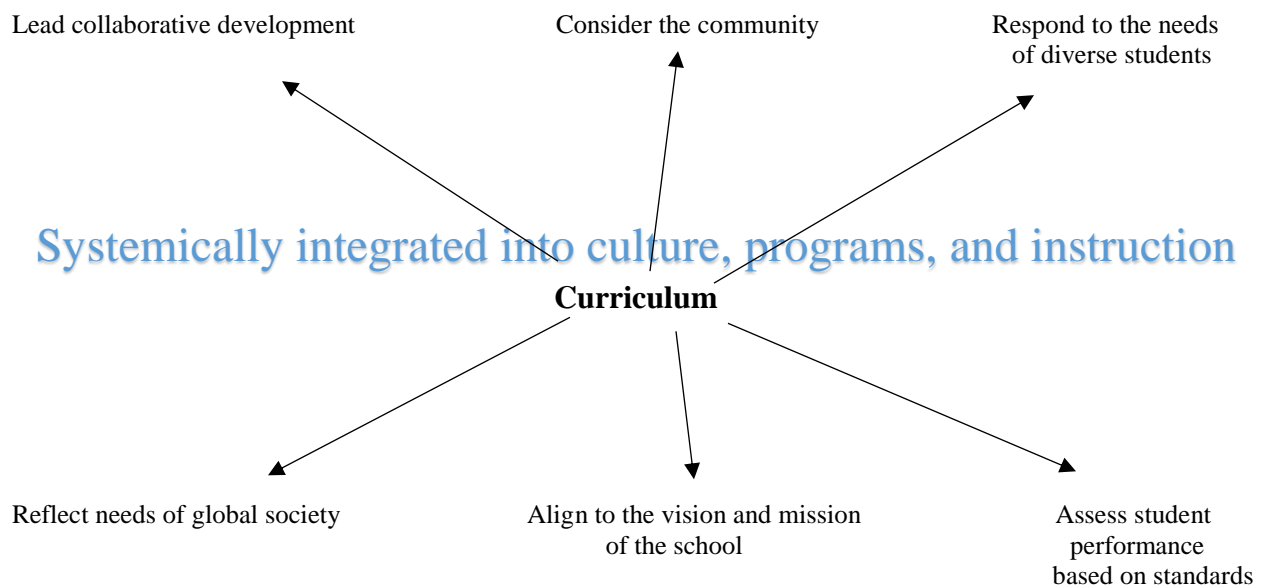 Lead collaborative development
Consider the community
Respond to the needs
of diverse students
Systemically integrated into culture, programs, and instruction
Curriculum
Reflect needs of global society
Align to the vision and mission
of the school
Assess student
performance
based on standards